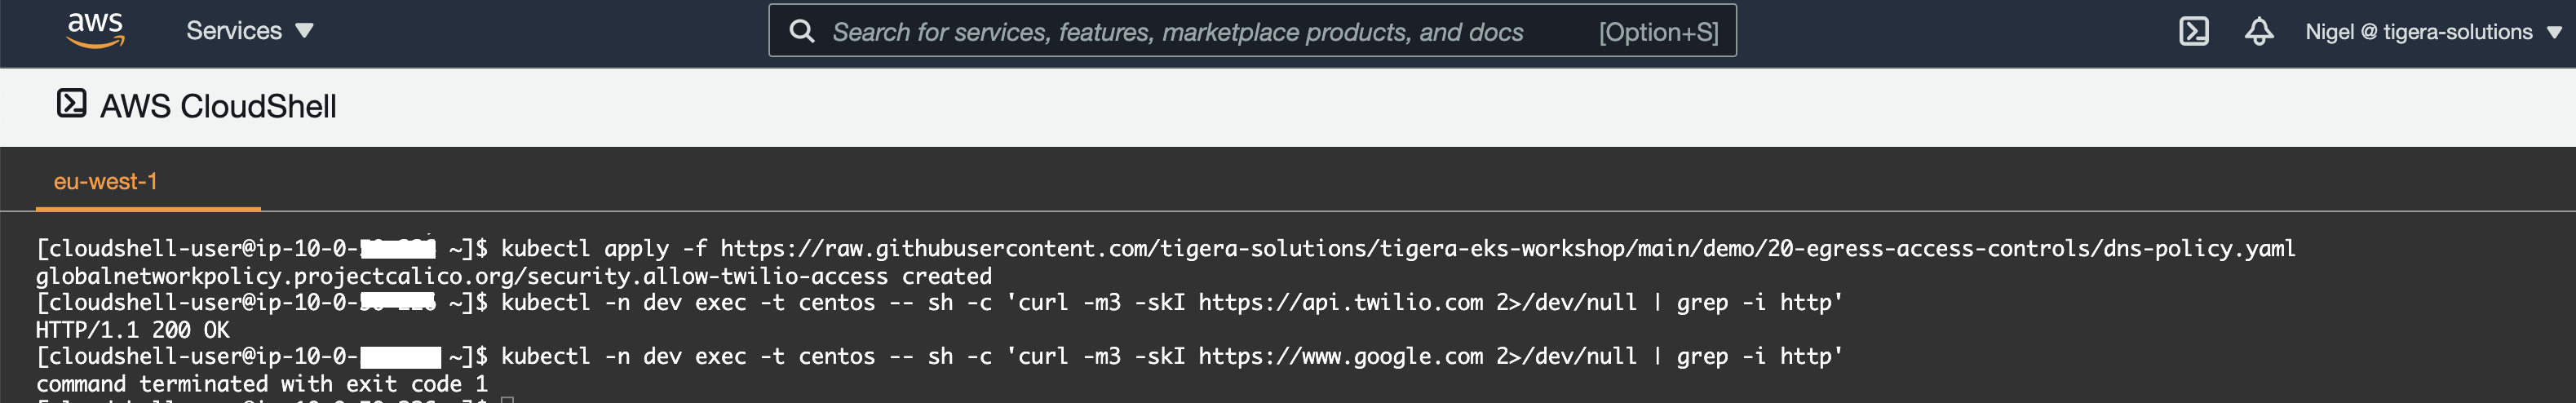 aws Services Search for services, features, marketplace products, and docs [Option+S] Nigel @ tigera-solutions
AWS CloudShell
eu-west-1
[cloudshell-user@ip-10-0- ~]$ kubectl apply -f https://raw.githubusercontent.com/tigera-solutions/tigera-eks-workshop/main/demo/20-egress-access-controls/dns-policy.yaml
globalnetworkpolicy.projectcalico.org/security.allow-twilio-access created
[cloudshell-user@ip-10-0- ~]$ kubectl -n dev exec -t centos -- sh -c 'curl -m3 -skI https://api.twilio.com 2>/dev/null | grep -i http'
HTTP/1.1 200 OK
[cloudshell-user@ip-10-0- ~]$ kubectl -n dev exec -t centos -- sh -c 'curl -m3 -skI https://www.google.com 2>/dev/null | grep -i http'
command terminated with exit code 1